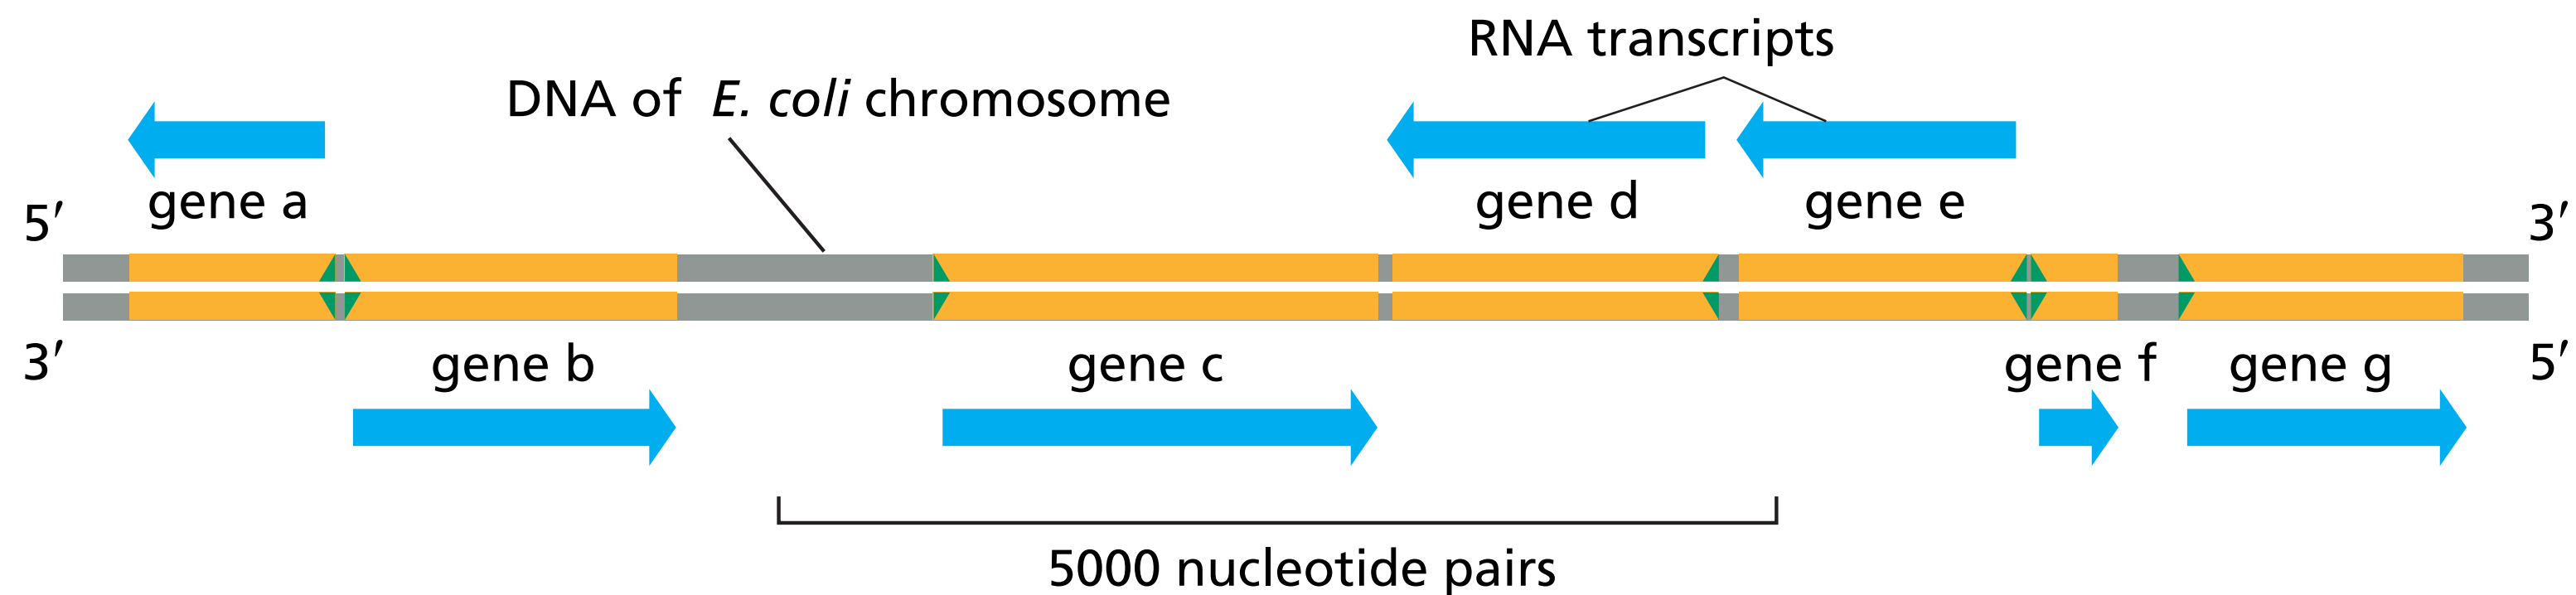 RNA transcripts
DNA of E. coli chromosome
gene a
gene d
gene e
5′
3′
3′
5′
gene b
gene c
gene f
gene g
5000 nucleotide pairs